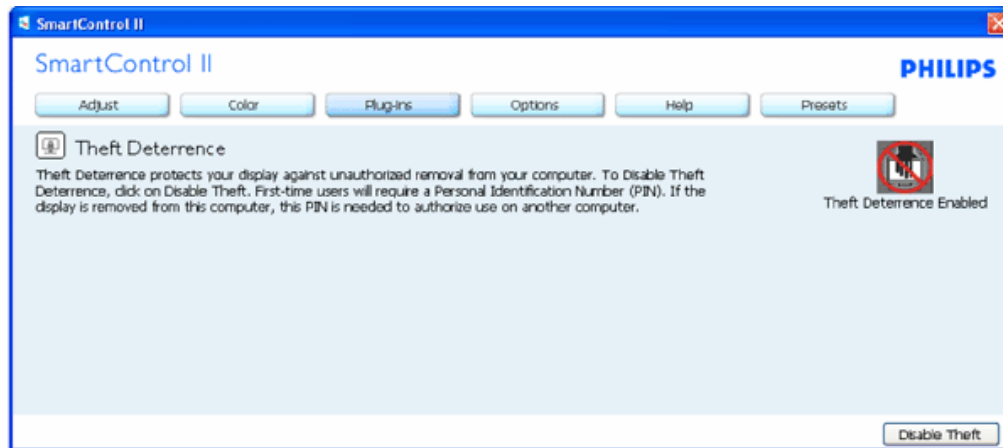 SmartControl II
SmartControl II
PHILIPS
Adjust
Color
Plug-Ins
Options
Help
Presets
Theft Deterrence
Theft Deterrence protects your display against unauthorized removal from your computer. To Disable Theft
Deterrence, click on Disable Theft. First-time users will require a Personal Identification Number (PIN). If the
display is removed from this computer, this PIN is needed to authorize use on another computer.
Theft Deterrence Enabled
Disable Theft